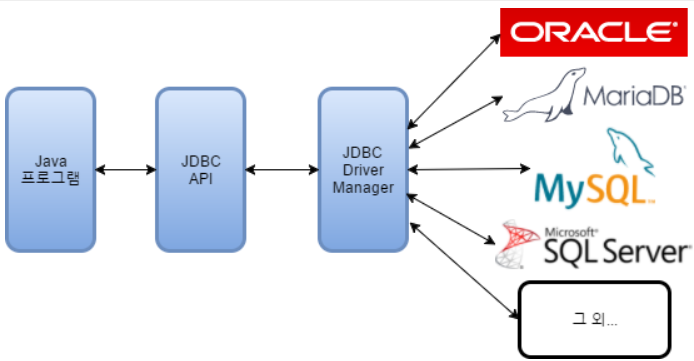 Java
프로그램
JDBC
API
JDBC
Driver
Manager
ORACLE
MariaDB
MySQL
Microsoft
SQL Server
그 외...